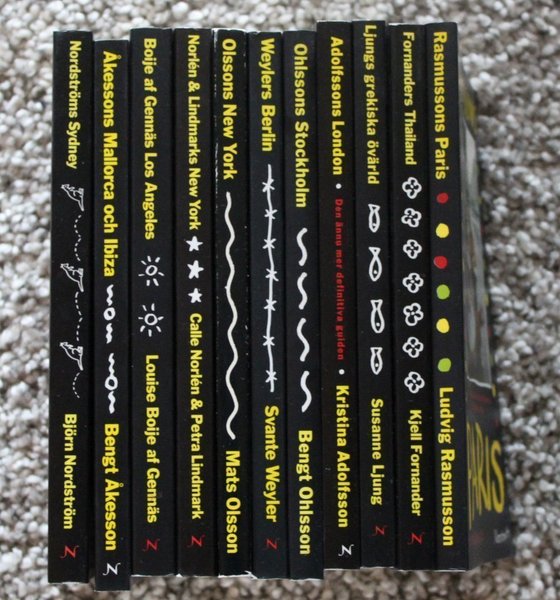 Nordströms Sydney Björn Nordström
Åkessons Mallorca och Ibiza Bengt Åkesson
Boije af Gennäs Los Angeles Louise Boije af Gennäs
Norlén & Lindmarks New York Calle Norlén & Petra Lindmark
Olssons New York Mats Olsson
Weylers Berlin Svante Weyler
Ohlssons Stockholm Bengt Ohlsson
Adolfssons London • Den ännu mer definitiva guiden • Kristina Adolfsson
Ljungs grekiska övärld Susanne Ljung
Fornanders Thailand Kjell Fornander
Rasmussons Paris Ludvig Rasmusson
PARIS